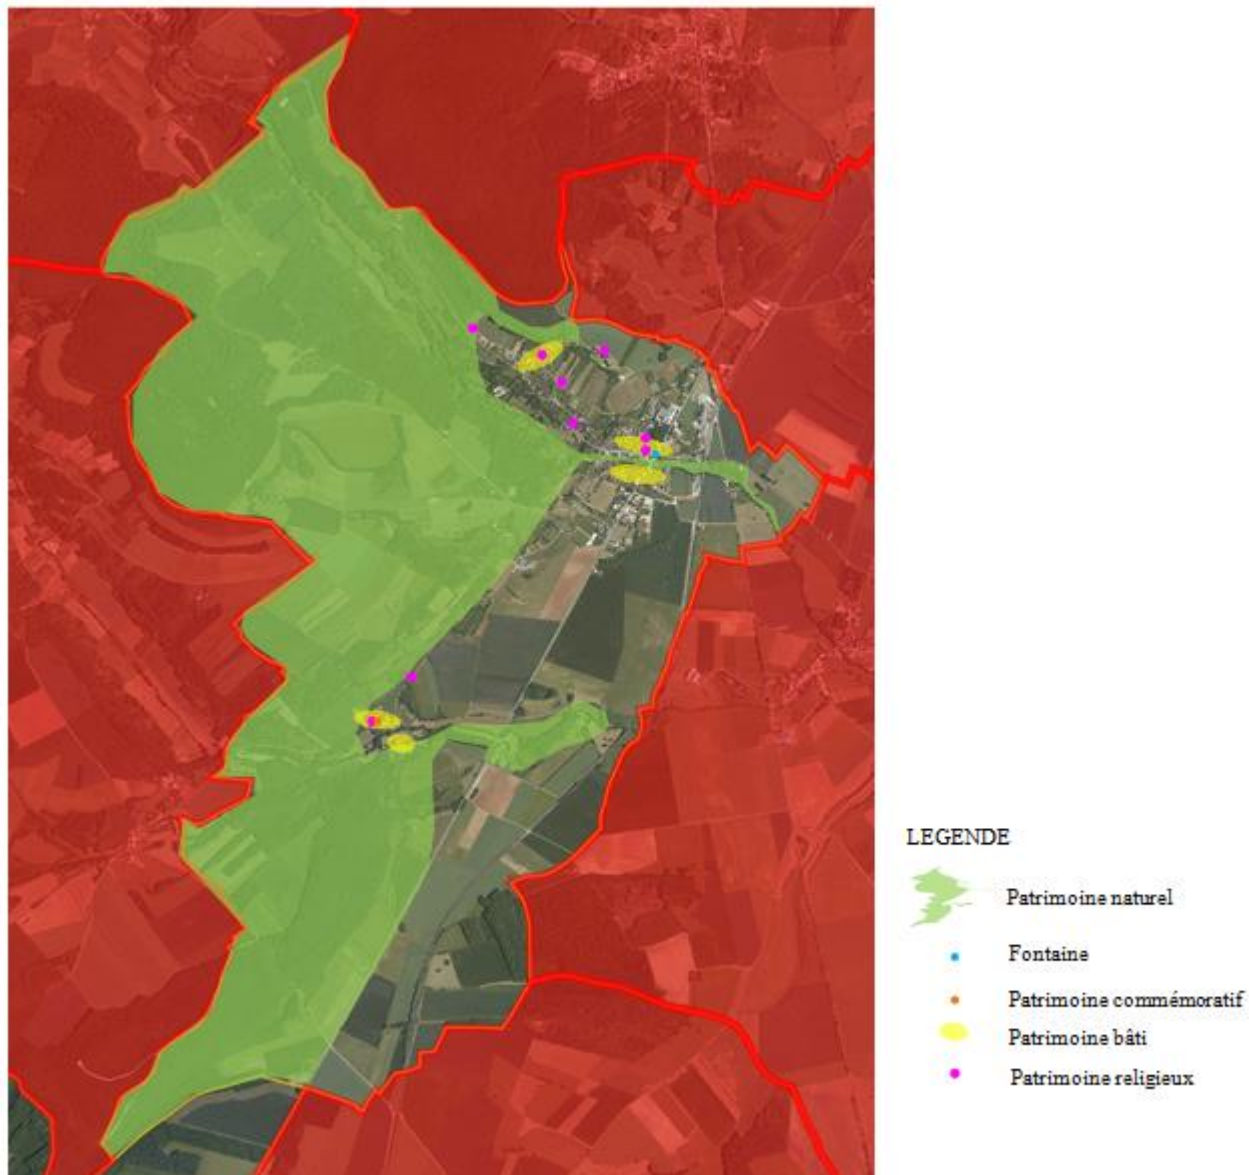 LEGENDE
Patrimoine naturel
Fontaine
Patrimoine commémoratif
Patrimoine bâti
Patrimoine religieux